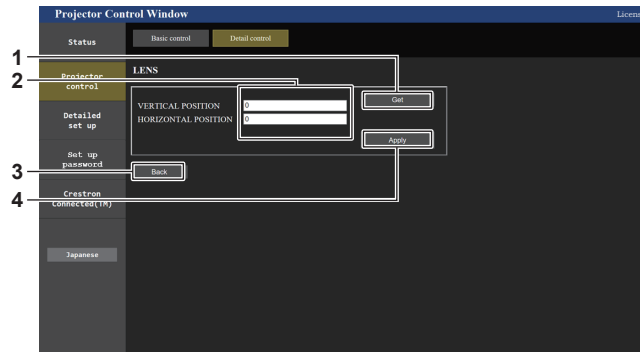 Projector Control Window
Licens
Status
Basic control
Detail control
1
2
LENS
Projector
control
VERTICAL POSITION
0
Get
HORIZONTAL POSITION
0
Detailed
set up
Apply
Set up
password
3
Back
4
Crestron
Connected(TM)
Japanese